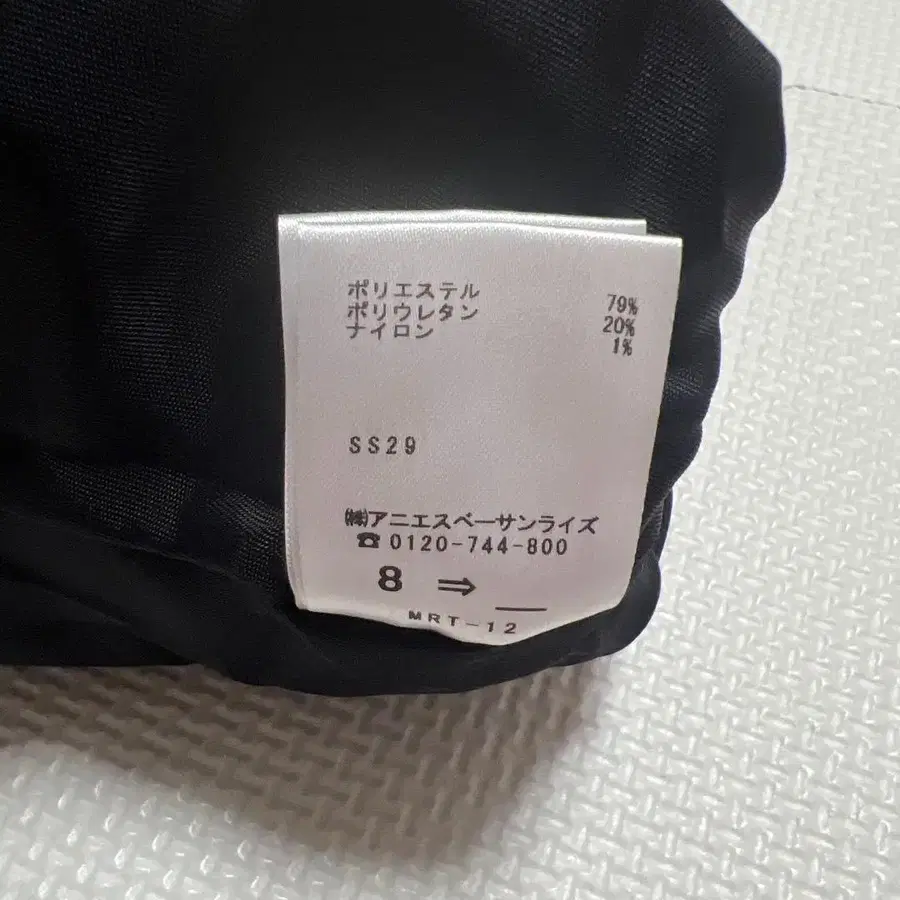 ポリエステル 79%
ポリウレタン 20%
ナイロン 1%
SS29
㈱アニエスベーサンライズ
☎0120-744-800
8 ⇒
MRT-12